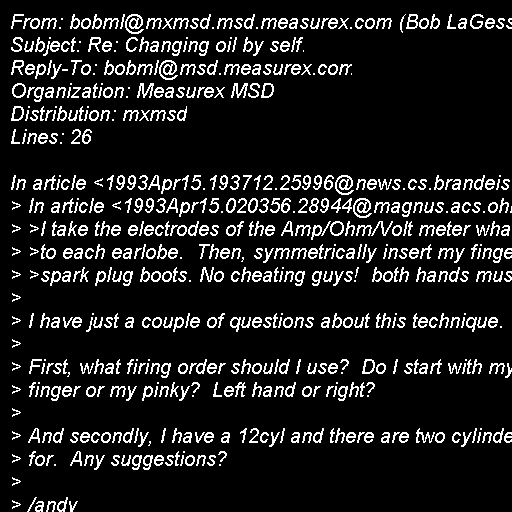 From: bobml@mxmsd.msd.measurex.com (Bob LaGess
Subject: Re: Changing oil by self.
Reply-To: bobml@msd.measurex.com
Organization: Measurex MSD
Distribution: mxmsd
Lines: 26

In article <1993Apr15.193712.25996@news.cs.brandeis
> In article <1993Apr15.020356.28944@magnus.acs.oh
> >I take the electrodes of the Amp/Ohm/Volt meter wha
> >to each earlobe.  Then, symmetrically insert my finge
> >spark plug boots. No cheating guys!  both hands mus
>
> I have just a couple of questions about this technique.
>
> First, what firing order should I use?  Do I start with my
> finger or my pinky?  Left hand or right?
>
> And secondly, I have a 12cyl and there are two cylinde
> for.  Any suggestions?
>
> /andy